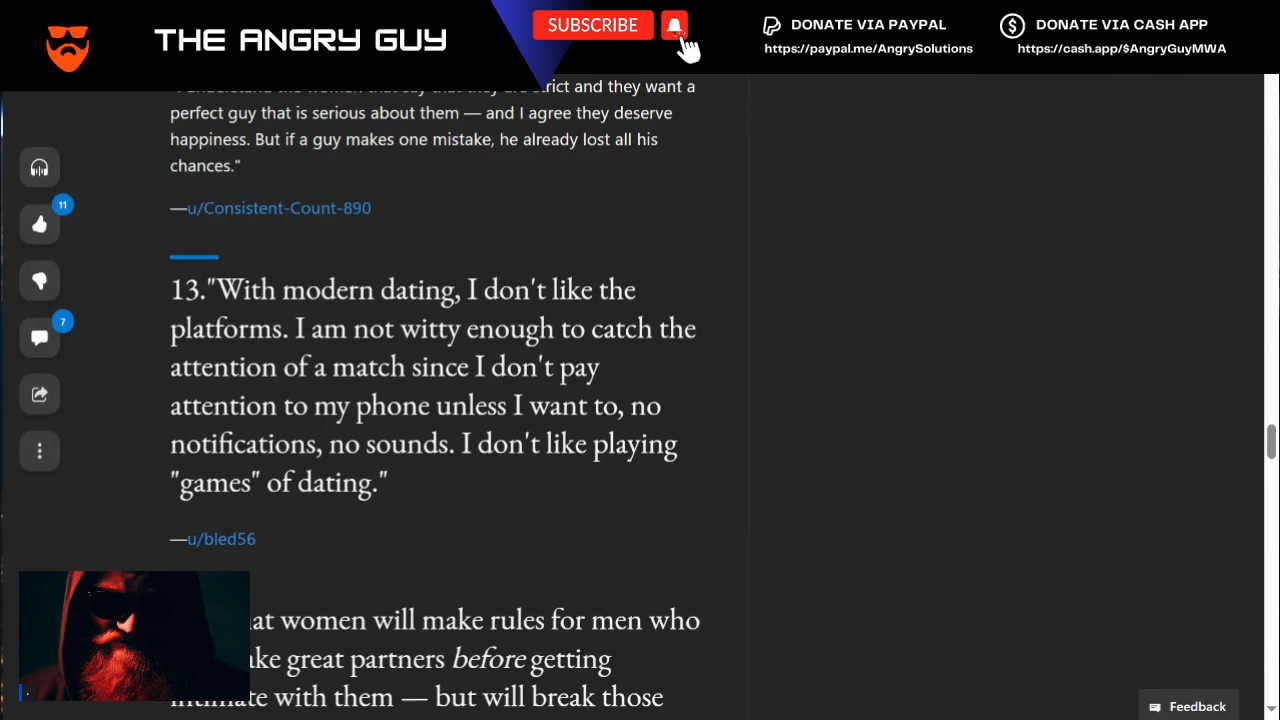 THE ANGRY GUY
SUBSCRIBE
DONATE VIA PAYPAL
https://paypal.me/AngrySolutions
DONATE VIA CASH APP
https://cash.app/$AngryGuyMWA
and they want a
perfect guy that is serious about them — and I agree they deserve
happiness. But if a guy makes one mistake, he already lost all his
chances."
—u/Consistent-Count-890
11
7
13."With modern dating, I don't like the
platforms. I am not witty enough to catch the
attention of a match since I don't pay
attention to my phone unless I want to, no
notifications, no sounds. I don't like playing
"games" of dating."
—u/bled56
women will make rules for men who
great partners before getting
with them — but will break those
Feedback